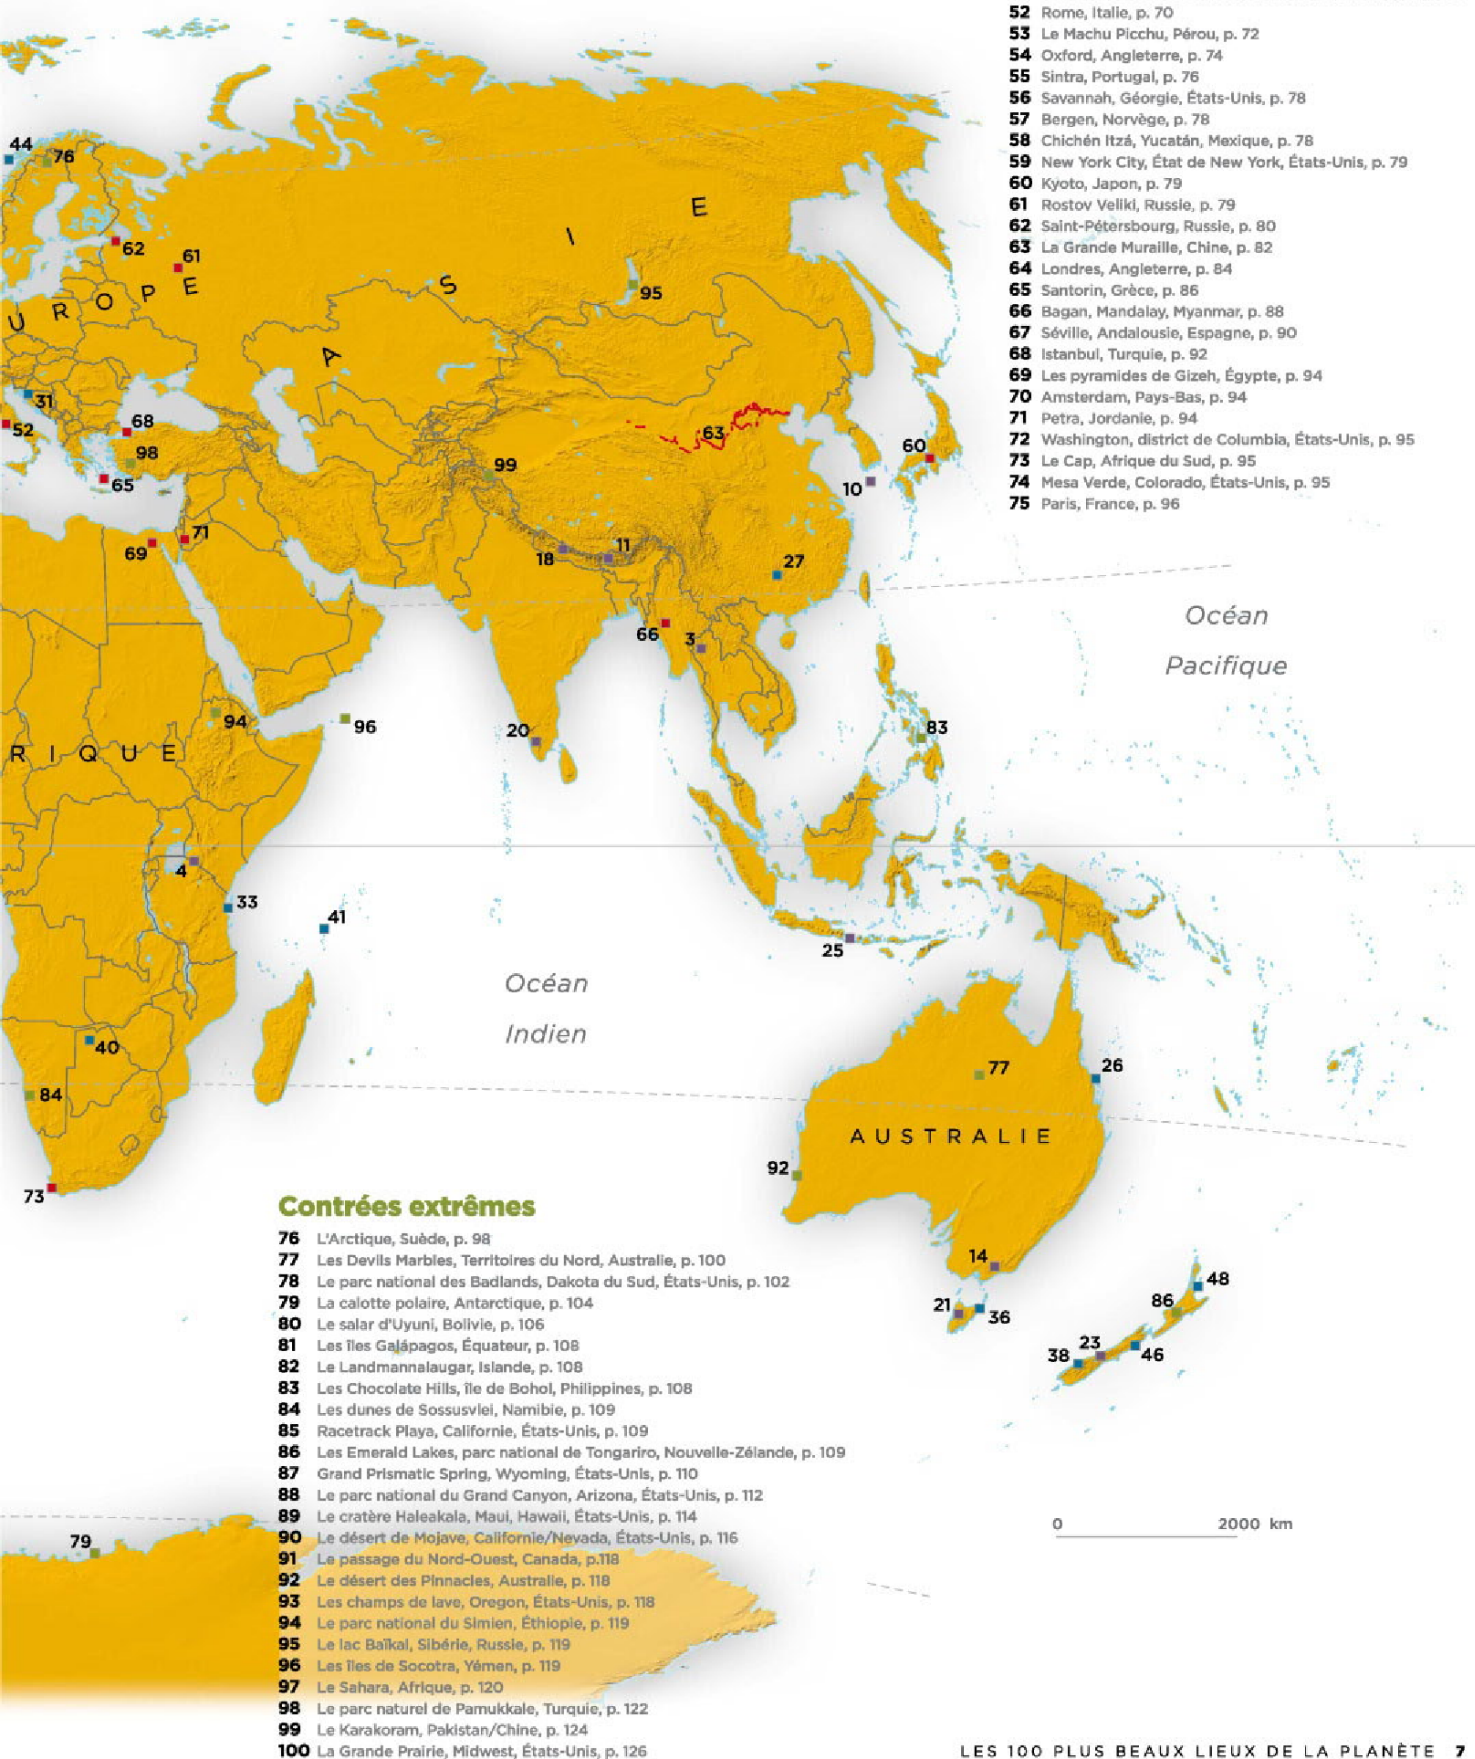 52 Rome, Italie, p. 70
53 Le Machu Picchu, Pérou, p. 72
54 Oxford, Angleterre, p. 74
55 Sintra, Portugal, p. 76
56 Savannah, Géorgie, États-Unis, p. 78
57 Bergen, Norvège, p. 78
58 Chichén Itzá, Yucatán, Mexique, p. 78
59 New York City, État de New York, États-Unis, p. 79
60 Kyoto, Japon, p. 79
61 Rostov Veliki, Russie, p. 79
62 Saint-Pétersbourg, Russie, p. 80
63 La Grande Muraille, Chine, p. 82
64 Londres, Angleterre, p. 84
65 Santorin, Grèce, p. 86
66 Bagan, Mandalay, Myanmar, p. 88
67 Séville, Andalousie, Espagne, p. 90
68 Istanbul, Turquie, p. 92
69 Les pyramides de Gizeh, Égypte, p. 94
70 Amsterdam, Pays-Bas, p. 94
71 Petra, Jordanie, p. 94
72 Washington, district de Columbia, États-Unis, p. 95
73 Le Cap, Afrique du Sud, p. 95
74 Mesa Verde, Colorado, États-Unis, p. 95
75 Paris, France, p. 96
44
76
62
61
UROPE
ASIE
95
31
52
68
98
65
63
60
10
99
69
71
18
11
27
66
3
Océan
Pacifique
94
96
20
83
RIQUE
4
33
41
25
Océan
Indien
40
84
77
26
AUSTRALIE
92
73
14
21
36
48
86
23
38
46
Contrées extrêmes
76 L'Arctique, Suède, p. 98
77 Les Devils Marbles, Territoires du Nord, Australie, p. 100
78 Le parc national des Badlands, Dakota du Sud, États-Unis, p. 102
79 La calotte polaire, Antarctique, p. 104
80 Le salar d'Uyuni, Bolivie, p. 106
81 Les îles Galápagos, Équateur, p. 108
82 Le Landmannalaugar, Islande, p. 108
83 Les Chocolate Hills, île de Bohol, Philippines, p. 108
84 Les dunes de Sossusvlei, Namibie, p. 109
85 Racetrack Playa, Californie, États-Unis, p. 109
86 Les Emerald Lakes, parc national de Tongariro, Nouvelle-Zélande, p. 109
87 Grand Prismatic Spring, Wyoming, États-Unis, p. 110
88 Le parc national du Grand Canyon, Arizona, États-Unis, p. 112
89 Le cratère Haleakala, Maui, Hawaii, États-Unis, p. 114
90 Le désert de Mojave, Californie/Nevada, États-Unis, p. 116
91 Le passage du Nord-Ouest, Canada, p.118
92 Le désert des Pinnacles, Australie, p. 118
93 Les champs de lave, Oregon, États-Unis, p. 118
94 Le parc national du Simien, Éthiopie, p. 119
95 Le lac Baïkal, Sibérie, Russie, p. 119
96 Les îles de Socotra, Yémen, p. 119
97 Le Sahara, Afrique, p. 120
98 Le parc naturel de Pamukkale, Turquie, p. 122
99 Le Karakoram, Pakistan/Chine, p. 124
100 La Grande Prairie, Midwest, États-Unis, p. 126
79
0 2000 km
LES 100 PLUS BEAUX LIEUX DE LA PLANÈTE 7